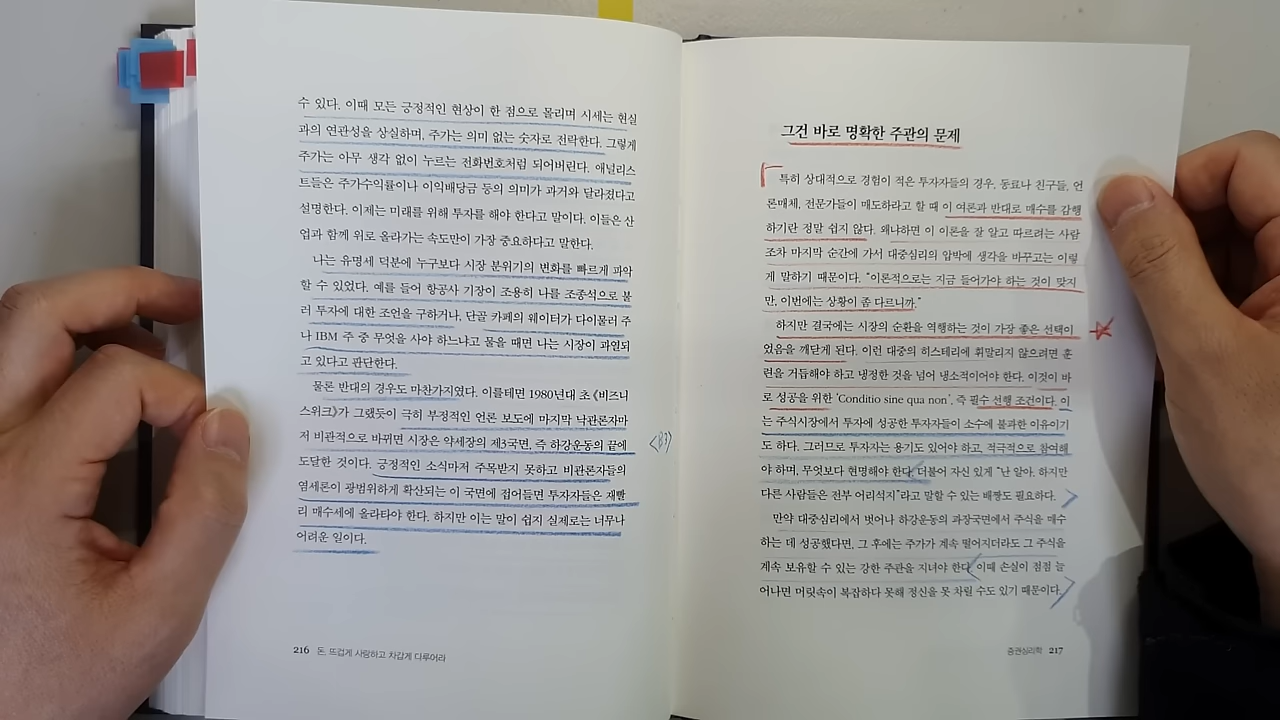 수 있다. 이때 모든 긍정적인 현상이 한 점으로 몰리며 시세는 현실
과의 연관성을 상실하며, 주가는 의미 없는 숫자로 전락한다. 그렇게
주가는 아무 생각 없이 누르는 전화번호처럼 되어버린다. 애널리스
트들은 주가수익률이나 이익배당금 등의 의미가 과거와 달라졌다고
설명한다. 이제는 미래를 위해 투자를 해야 한다고 말이다. 이들은 산
업과 함께 위로 올라가는 속도만이 가장 중요하다고 말한다.
나는 유명세 덕분에 누구보다 시장 분위기의 변화를 빠르게 파악
할 수 있었다. 예를 들어 항공사 기장이 조용히 나를 조종석으로 불
러 투자에 대한 조언을 구하거나, 단골 카페의 웨이터가 다이물러 주
나 IBM 주 중 무엇을 사야 하느냐고 물을 때면 나는 시장이 과열되
고 있다고 판단한다.
물론 반대의 경우도 마찬가지였다. 이를테면 1980년대 초 《비즈니
스위크》가 그랬듯이 극히 부정적인 언론 보도에 마지막 낙관론자마
저 비관적으로 바뀌면 시장은 약세장의 제3국면, 즉 하강운동의 끝에
도달한 것이다. 긍정적인 소식마저 주목받지 못하고 비관론자들의
염세론이 광범위하게 확산되는 이 국면에 접어들면 투자자들은 재빨
리 매수세에 올라타야 한다. 하지만 이는 말이 쉽지 실제로는 너무나
어려운 일이다.
<B3>
216 돈, 뜨겁게 사랑하고 차갑게 다루어라
그건 바로 명확한 주관의 문제
특히 상대적으로 경험이 적은 투자자들의 경우, 동료나 친구들, 언
론매체, 전문가들이 매도하라고 할 때 이 여론과 반대로 매수를 감행
하기란 정말 쉽지 않다. 왜냐하면 이 이론을 잘 알고 따르려는 사람
조차 마지막 순간에 가서 대중심리의 압박에 생각을 바꾸고는 이렇
게 말하기 때문이다. “이론적으로는 지금 들어가야 하는 것이 맞지
만, 이번에는 상황이 좀 다르니까.”
하지만 결국에는 시장의 순환을 역행하는 것이 가장 좋은 선택이
었음을 깨닫게 된다. 이런 대중의 히스테리에 휘말리지 않으려면 훈
련을 거듭해야 하고 냉정한 것을 넘어 냉소적이어야 한다. 이것이 바
로 성공을 위한 ‘Conditio sine qua non’, 즉 필수 선행 조건이다. 이
는 주식시장에서 투자에 성공한 투자자들이 소수에 불과한 이유이기
도 하다. 그러므로 투자자는 용기도 있어야 하고, 적극적으로 참여해
야 하며, 무엇보다 현명해야 한다. 더불어 자신 있게 “난 알아, 하지만
다른 사람들은 전부 어리석지”라고 말할 수 있는 배짱도 필요하다.
만약 대중심리에서 벗어나 하강운동의 과장국면에서 주식을 매수
하는 데 성공했다면, 그 후에는 주가가 계속 떨어지더라도 그 주식을
계속 보유할 수 있는 강한 주관을 지녀야 한다. 이때 손실이 점점 늘
어나면 머릿속이 복잡하다 못해 정신을 못 차릴 수도 있기 때문이다.
증권심리학 217